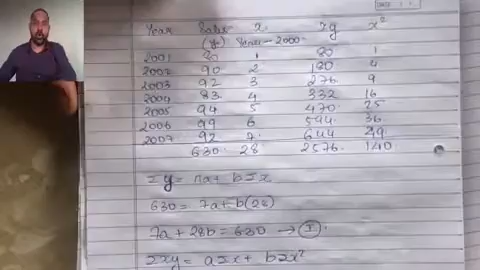 Year Sales x xy x²
(y) Year-2000
2001 80 1 80 1
2002 90 2 180 4
2003 92 3 276 9
2004 83 4 332 16
2005 94 5 470 25
2006 99 6 594 36
2007 92 7 644 49
630 28 2576 140
Σy = na + bΣx
630 = 7a + b(28)
7a + 28b = 630 → I
Σxy = aΣx + bΣx²